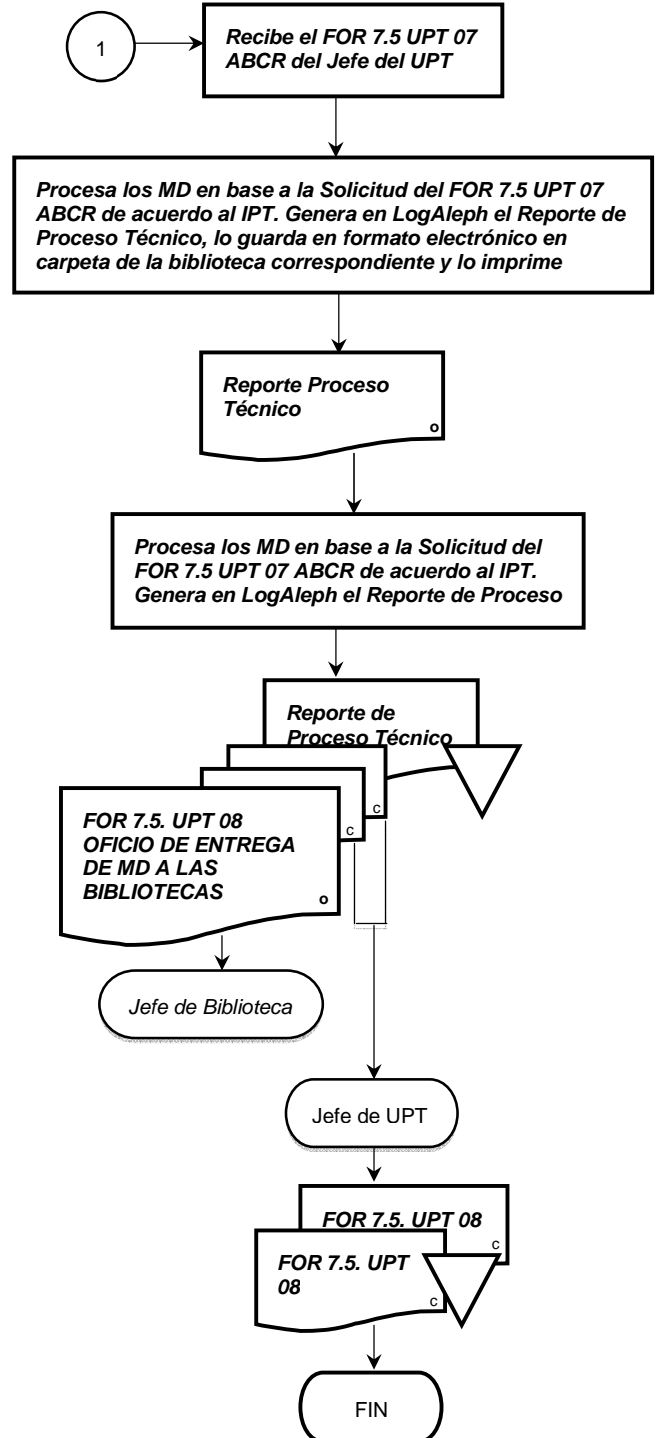 1
Recibe el FOR 7.5 UPT 07
ABCR del Jefe del UPT
Procesa los MD en base a la Solicitud del FOR 7.5 UPT 07
ABCR de acuerdo al IPT. Genera en LogAleph el Reporte de
Proceso Técnico, lo guarda en formato electrónico en
carpeta de la biblioteca correspondiente y lo imprime
Reporte Proceso
Técnico
o
Procesa los MD en base a la Solicitud del
FOR 7.5 UPT 07 ABCR de acuerdo al IPT.
Genera en LogAleph el Reporte de Proceso
Reporte de
Proceso Técnico
c
c
FOR 7.5. UPT 08
OFICIO DE ENTREGA
DE MD A LAS
BIBLIOTECAS
o
Jefe de Biblioteca
Jefe de UPT
FOR 7.5. UPT 08
c
FOR 7.5. UPT
08
c
FIN